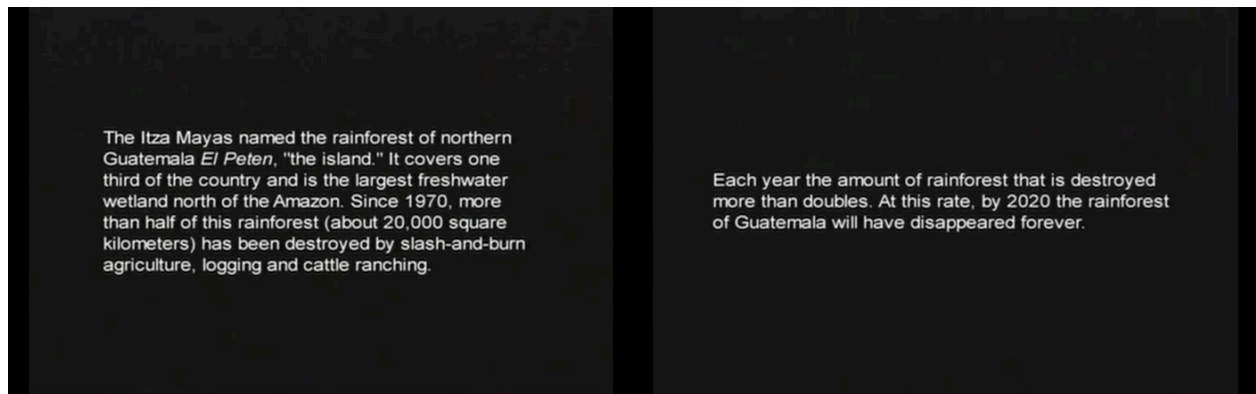 The Itza Mayas named the rainforest of northern
Guatemala El Peten, "the island." It covers one
third of the country and is the largest freshwater
wetland north of the Amazon. Since 1970, more
than half of this rainforest (about 20,000 square
kilometers) has been destroyed by slash-and-burn
agriculture, logging and cattle ranching.
Each year the amount of rainforest that is destroyed
more than doubles. At this rate, by 2020 the rainforest
of Guatemala will have disappeared forever.